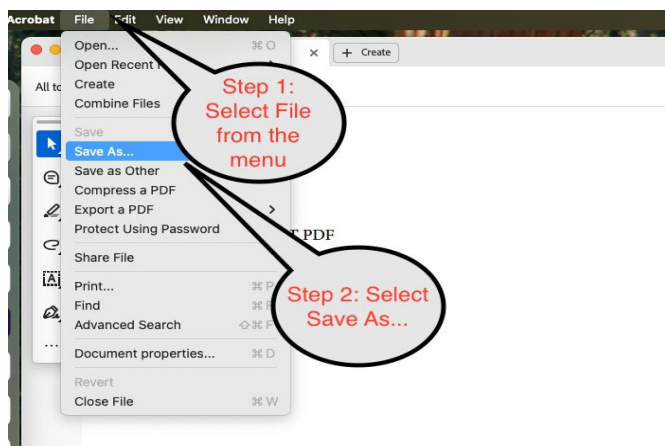 Acrobat File Edit View Window Help
Open... ⌘ O
Open Recent
Create
Combine Files
Save
Save As...
Save as Other
Compress a PDF
Export a PDF >
Protect Using Password
Share File
Print... ⌘ P
Find ⌘ F
Advanced Search ⇧⌘ F
Document properties... ⌘ D
Revert
Close File ⌘ W
× + Create
All
PDF
Step 1:
Select File
from the
menu
Step 2: Select
Save As...